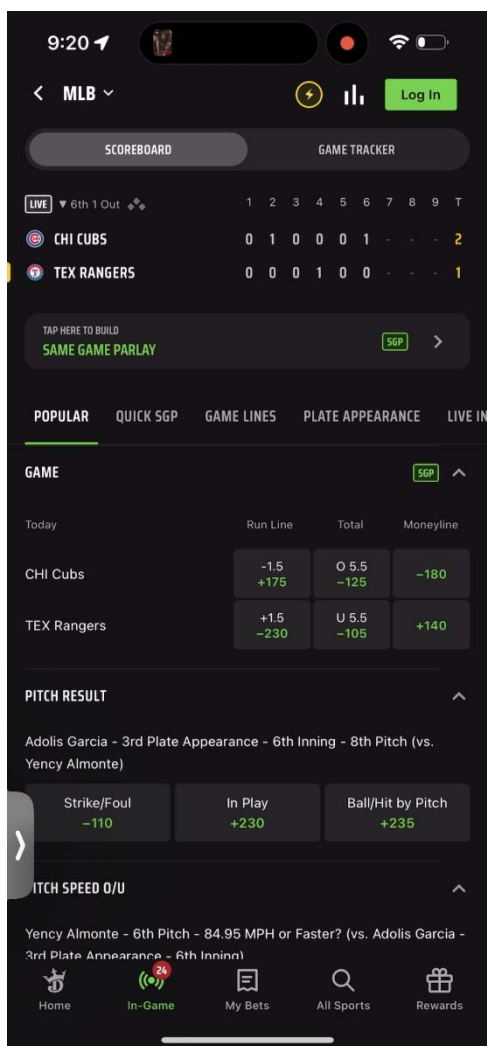 9:20
< MLB
Log In
SCOREBOARD GAME TRACKER
LIVE ▼ 6th 1 Out 1 2 3 4 5 6 7 8 9 T
CHI CUBS 0 1 0 0 0 1 - - - 2
TEX RANGERS 0 0 0 1 0 0 - - - 1
TAP HERE TO BUILD
SAME GAME PARLAY SGP >
POPULAR QUICK SGP GAME LINES PLATE APPEARANCE LIVE IN
GAME SGP
Today Run Line Total Moneyline
CHI Cubs -1.5 +175 O 5.5 −125 −180
TEX Rangers +1.5 −230 U 5.5 −105 +140
PITCH RESULT
Adolis Garcia - 3rd Plate Appearance - 6th Inning - 8th Pitch (vs.
Yency Almonte)
Strike/Foul In Play Ball/Hit by Pitch
−110 +230 +235
PITCH SPEED O/U
Yency Almonte - 6th Pitch - 84.95 MPH or Faster? (vs. Adolis Garcia -
3rd Plate Appearance - 6th Inning)
24
Home In-Game My Bets All Sports Rewards